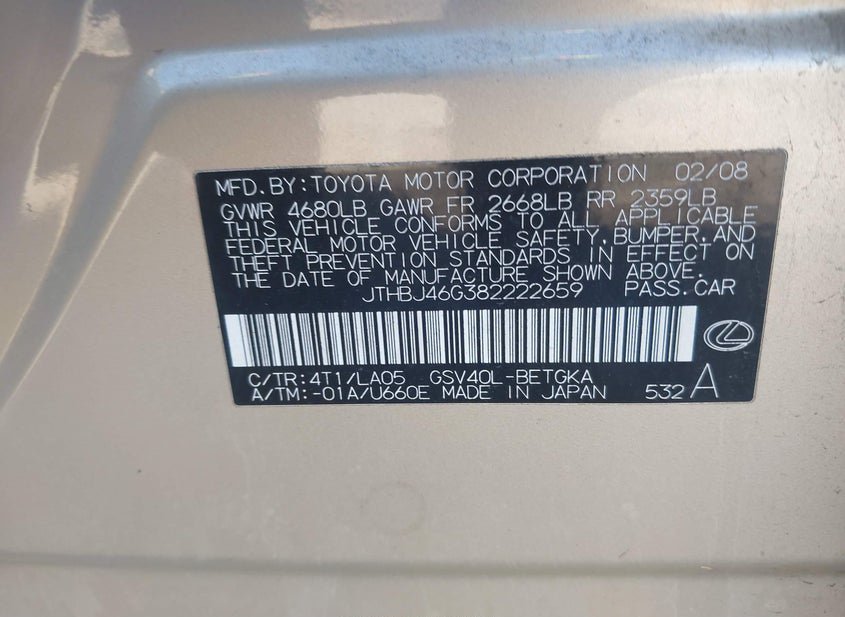 MFD.BY:TOYOTA MOTOR CORPORATION 02/08
GVWR 4680LB GAWR FR 2668LB RR 2359LB
THIS VEHICLE CONFORMS TO ALL APPLICABLE
FEDERAL MOTOR VEHICLE SAFETY,BUMPER,AND
THEFT PREVENTION STANDARDS IN EFFECT ON
THE DATE OF MANUFACTURE SHOWN ABOVE.
JTHBJ46G382222659 PASS.CAR
C/TR:4T1/LA05 GSV40L-BETGKA
A/TM:-01A/U660E MADE IN JAPAN 532 A